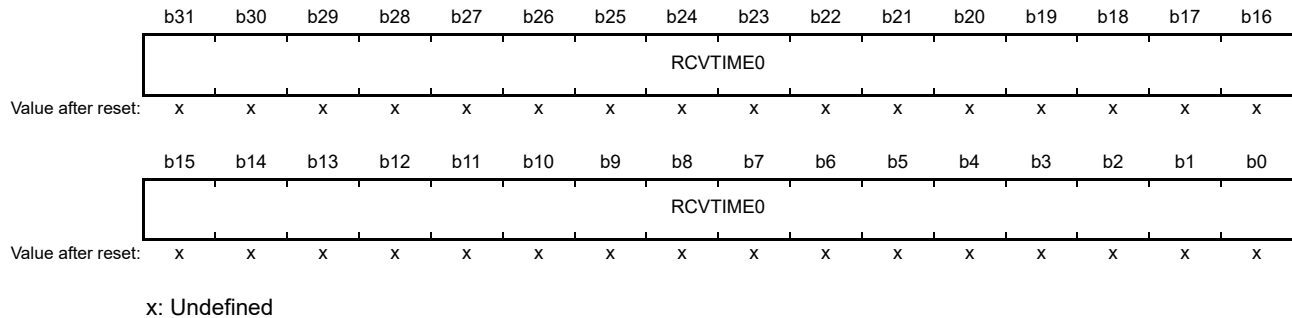 b31 b30 b29 b28 b27 b26 b25 b24 b23 b22 b21 b20 b19 b18 b17 b16
RCVTIME0
Value after reset: x x x x x x x x x x x x x x x x
b15 b14 b13 b12 b11 b10 b9 b8 b7 b6 b5 b4 b3 b2 b1 b0
RCVTIME0
Value after reset: x x x x x x x x x x x x x x x x
x: Undefined